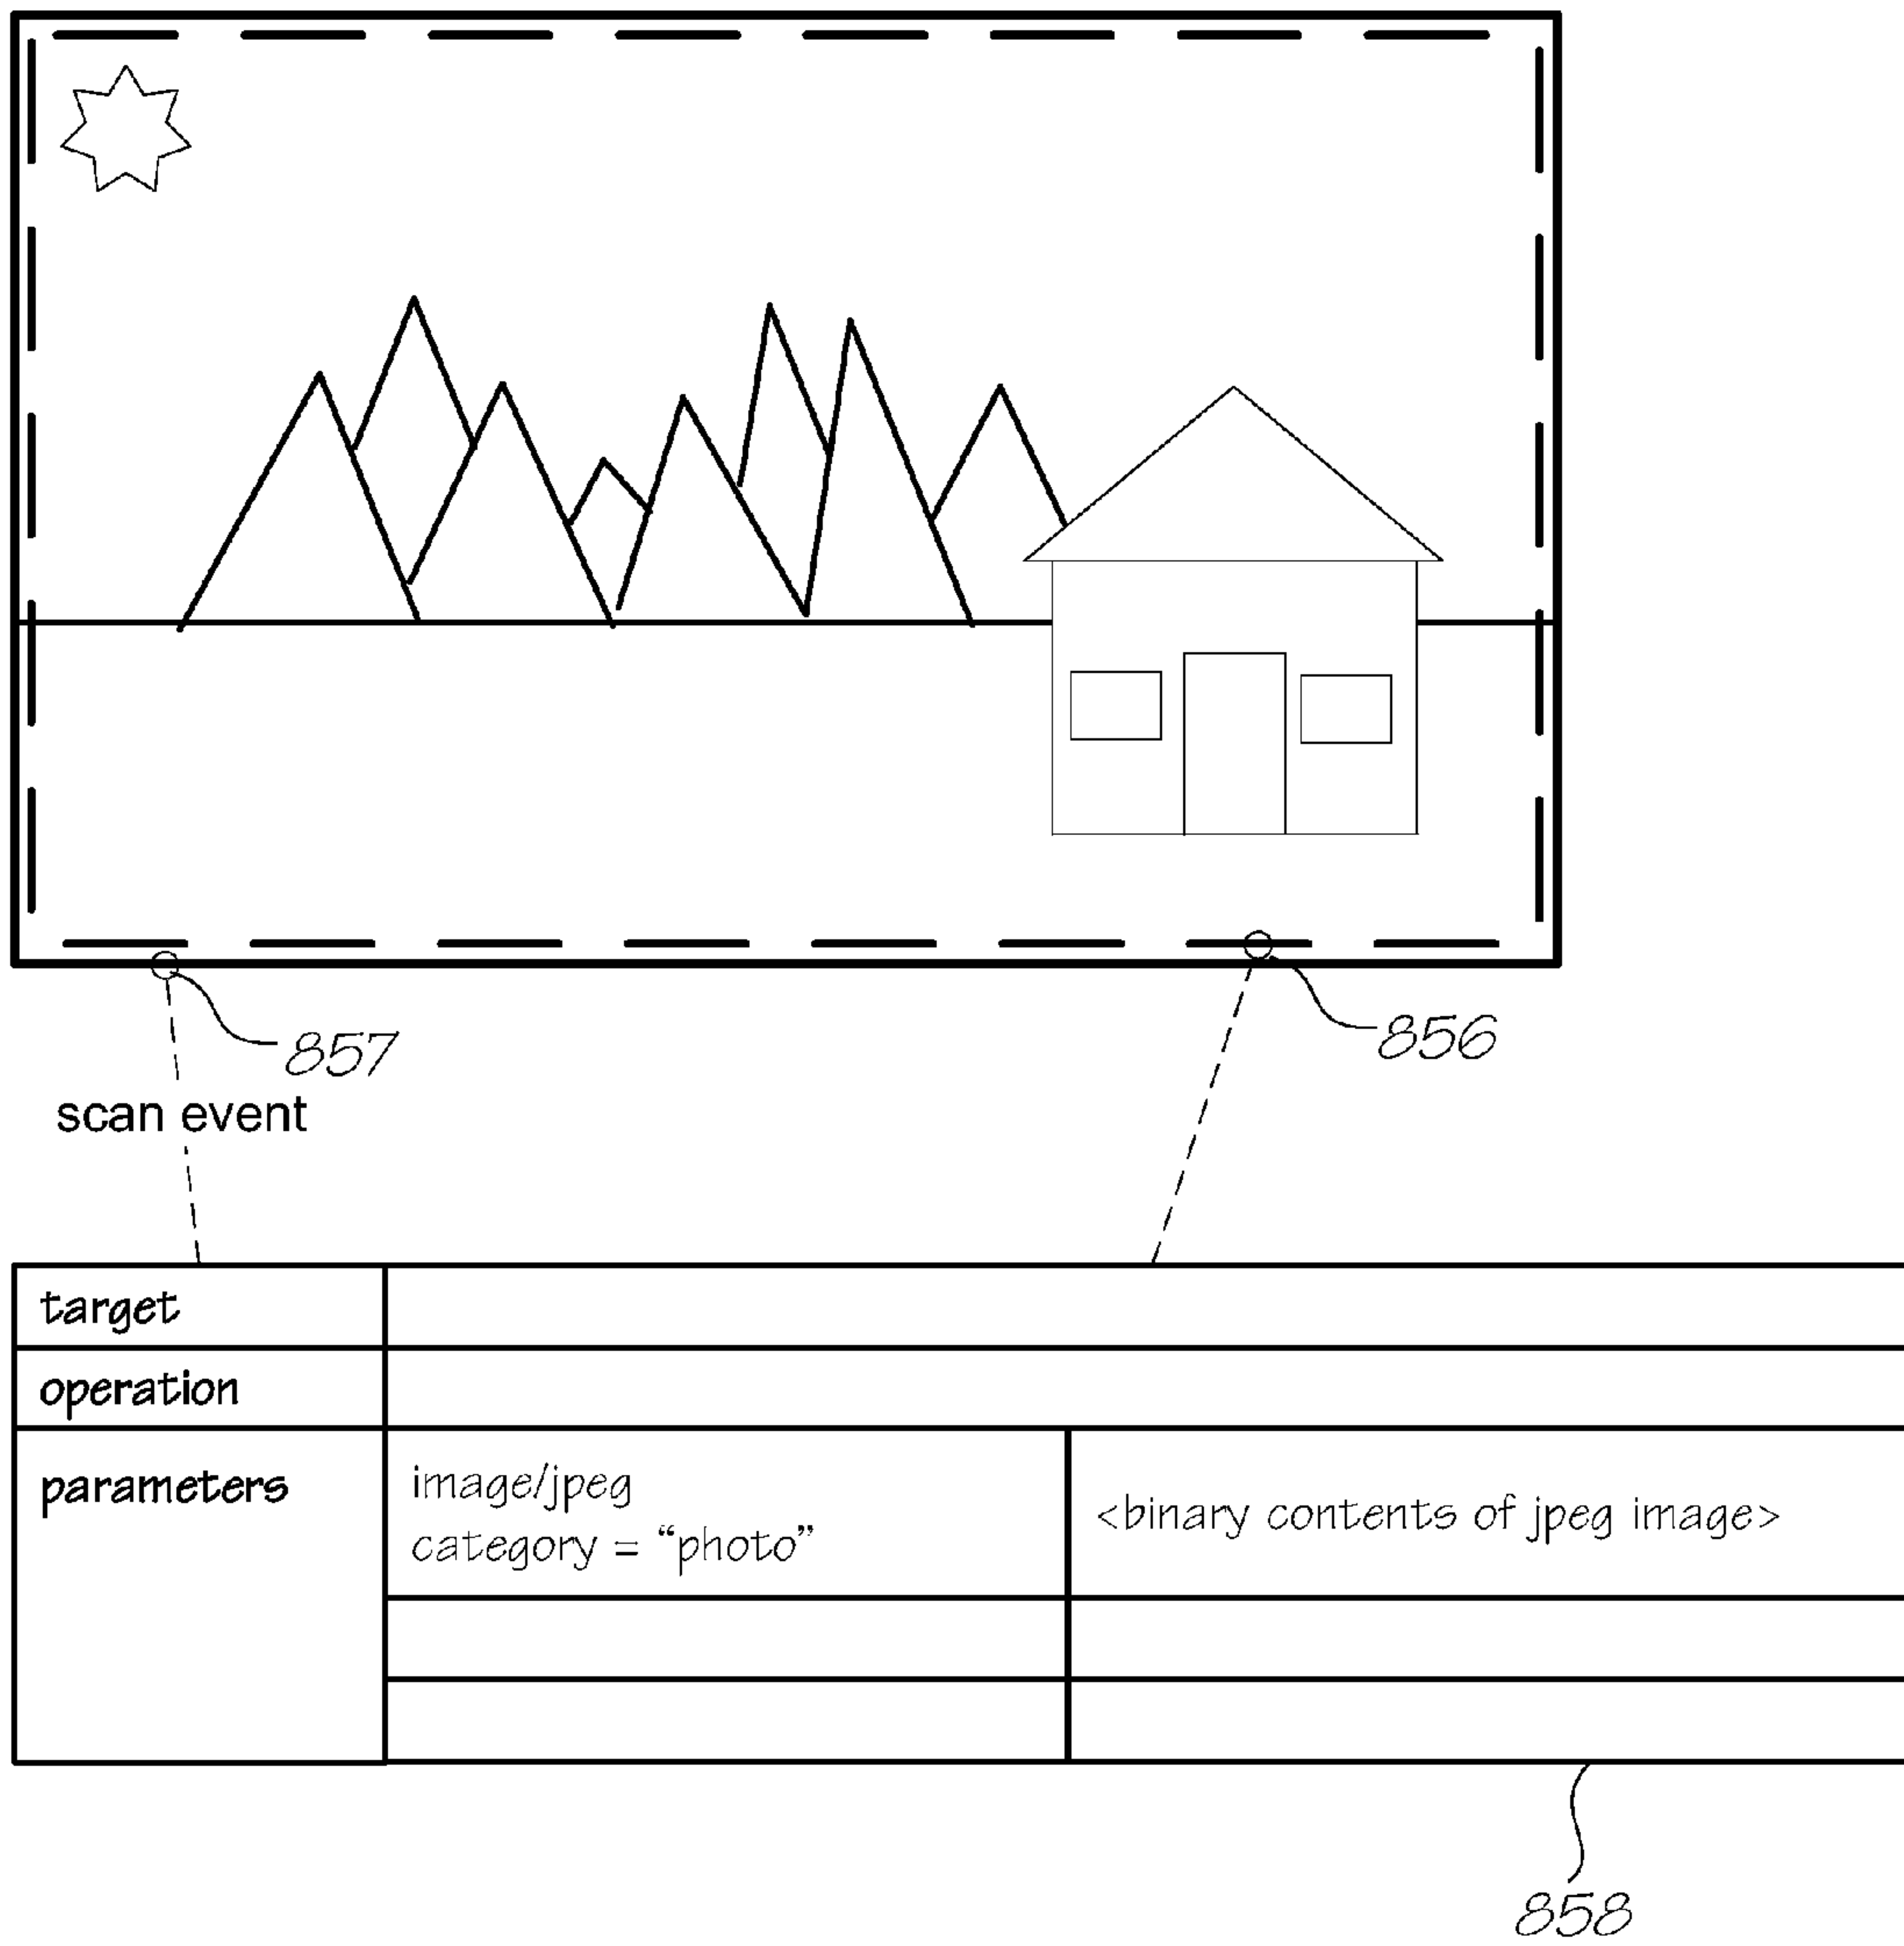 857
856
scan event
target
operation
parameters
image/jpeg
category = “photo”
<binary contents of jpeg image>
858